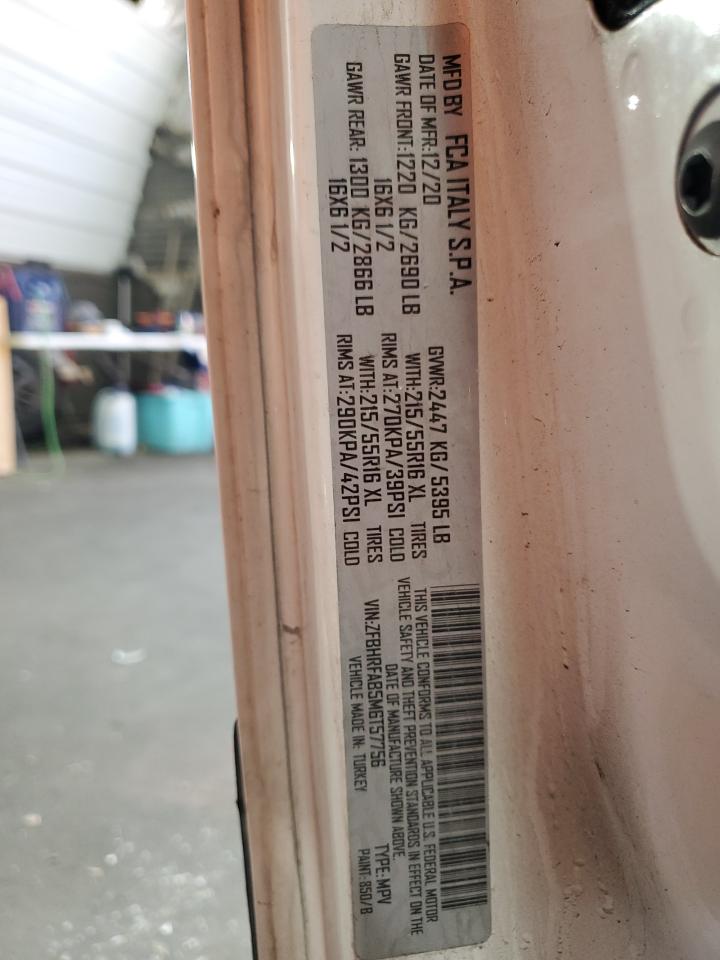 MFD BY FCA ITALY S.P.A.
DATE OF MFR:12/20 GVWR:2447 KG/ 5395 LB
GAWR FRONT:1220 KG/2690 LB WITH:215/55R16 XL TIRES
16X6 1/2 RIMS AT:270KPA/39PSI COLD
GAWR REAR: 1300 KG/2866 LB WITH:215/55R16 XL TIRES
16X6 1/2 RIMS AT:290KPA/42PSI COLD
THIS VEHICLE CONFORMS TO ALL APPLICABLE U.S. FEDERAL MOTOR
VEHICLE SAFETY AND THEFT PREVENTION STANDARDS IN EFFECT ON THE
DATE OF MANUFACTURE SHOWN ABOVE.
VIN:ZFBHRFAB5M6T57756 TYPE:MPV
VEHICLE MADE IN: TURKEY PAINT:850/B